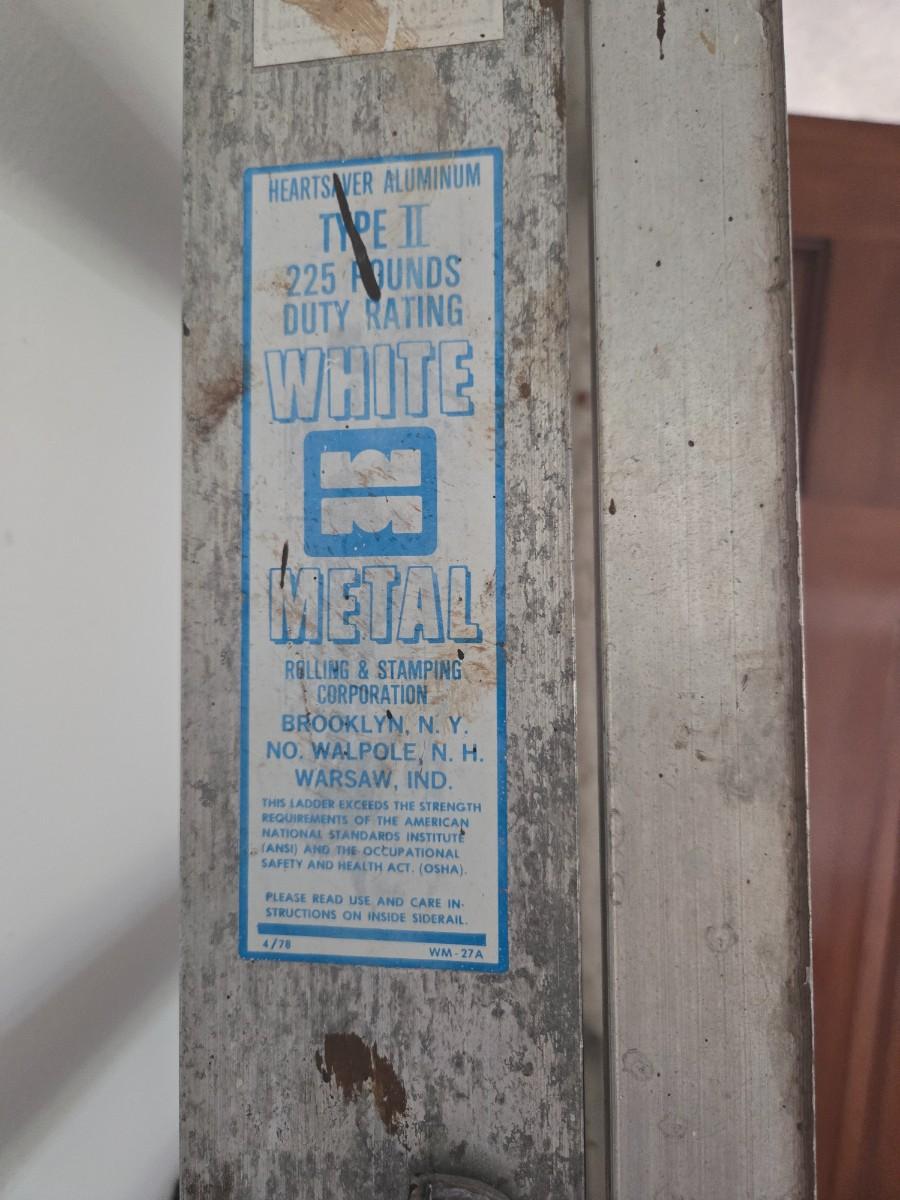 LADDER
HEARTSAVER ALUMINUM
TYPE II
225 POUNDS
DUTY RATING
WHITE
METAL
ROLLING & STAMPING
CORPORATION
BROOKLYN, N. Y.
NO. WALPOLE, N. H.
WARSAW, IND.
THIS LADDER EXCEEDS THE STRENGTH
REQUIREMENTS OF THE AMERICAN
NATIONAL STANDARDS INSTITUTE
(ANSI) AND THE OCCUPATIONAL
SAFETY AND HEALTH ACT. (OSHA).
PLEASE READ USE AND CARE IN-
STRUCTIONS ON INSIDE SIDERAIL.
4/78 WM-27A